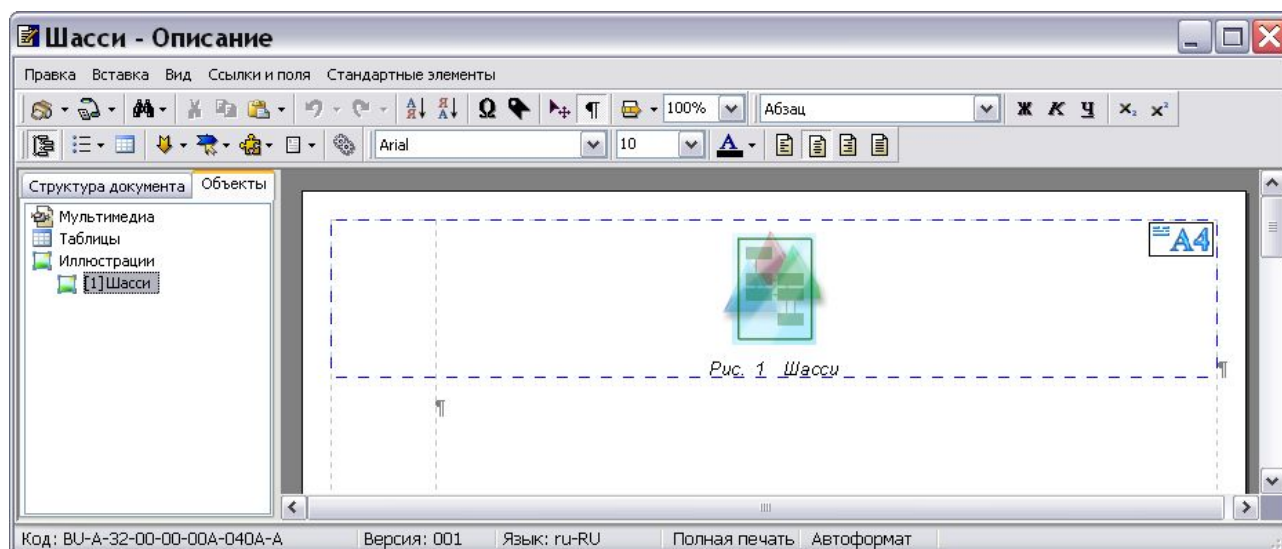 Шасси - Описание
Правка Вставка Вид Ссылки и поля Стандартные элементы
100% Абзац Ж К Ч x₂ x²
Arial 10 А
Структура документа Объекты
Мультимедиа
Таблицы
Иллюстрации
[1]Шасси
A4
Рис. 1 Шасси
Код: BU-A-32-00-00-00A-040A-A Версия: 001 Язык: ru-RU Полная печать Автоформат